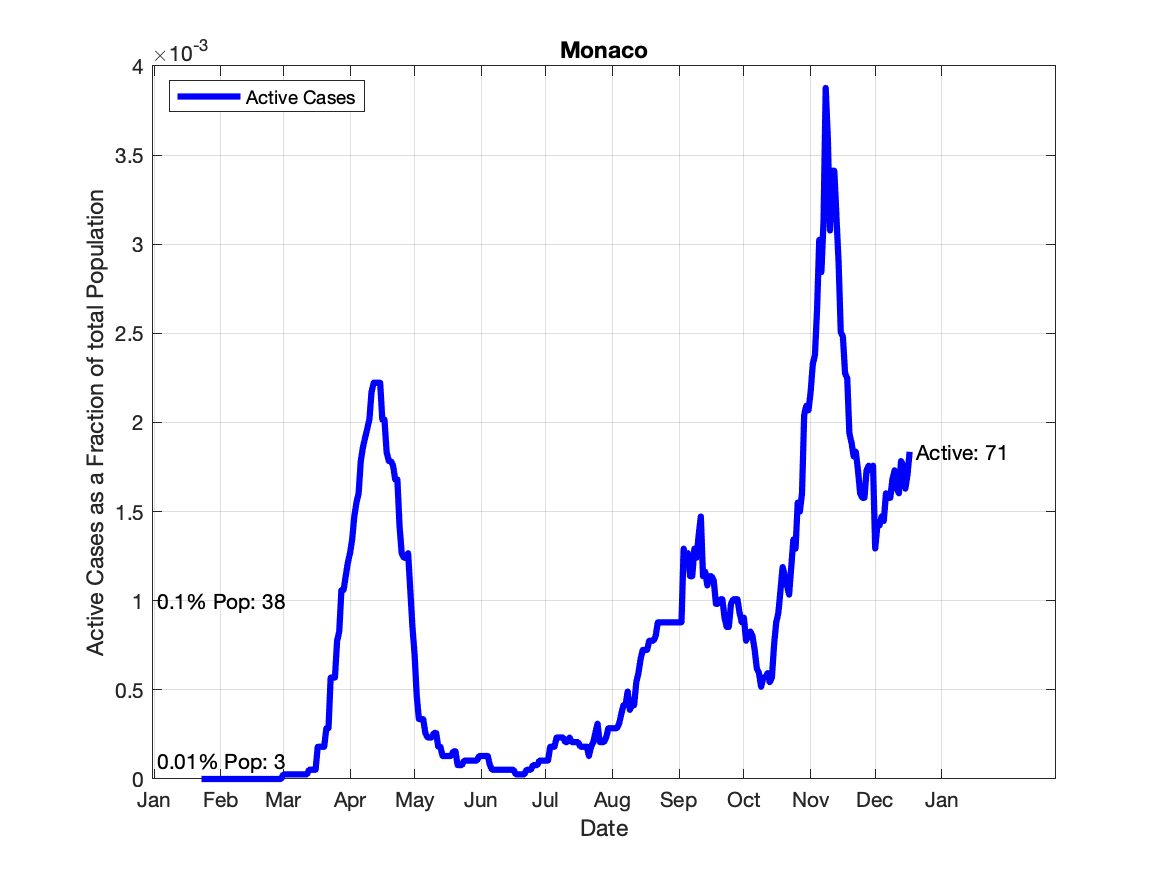 Monaco
×10-3
Active Cases
4
3.5
3
2.5
2
1.5
1
0.5
0
Active Cases as a Fraction of total Population
Active: 71
0.1% Pop: 38
0.01% Pop: 3
Jan Feb Mar Apr May Jun Jul Aug Sep Oct Nov Dec Jan
Date